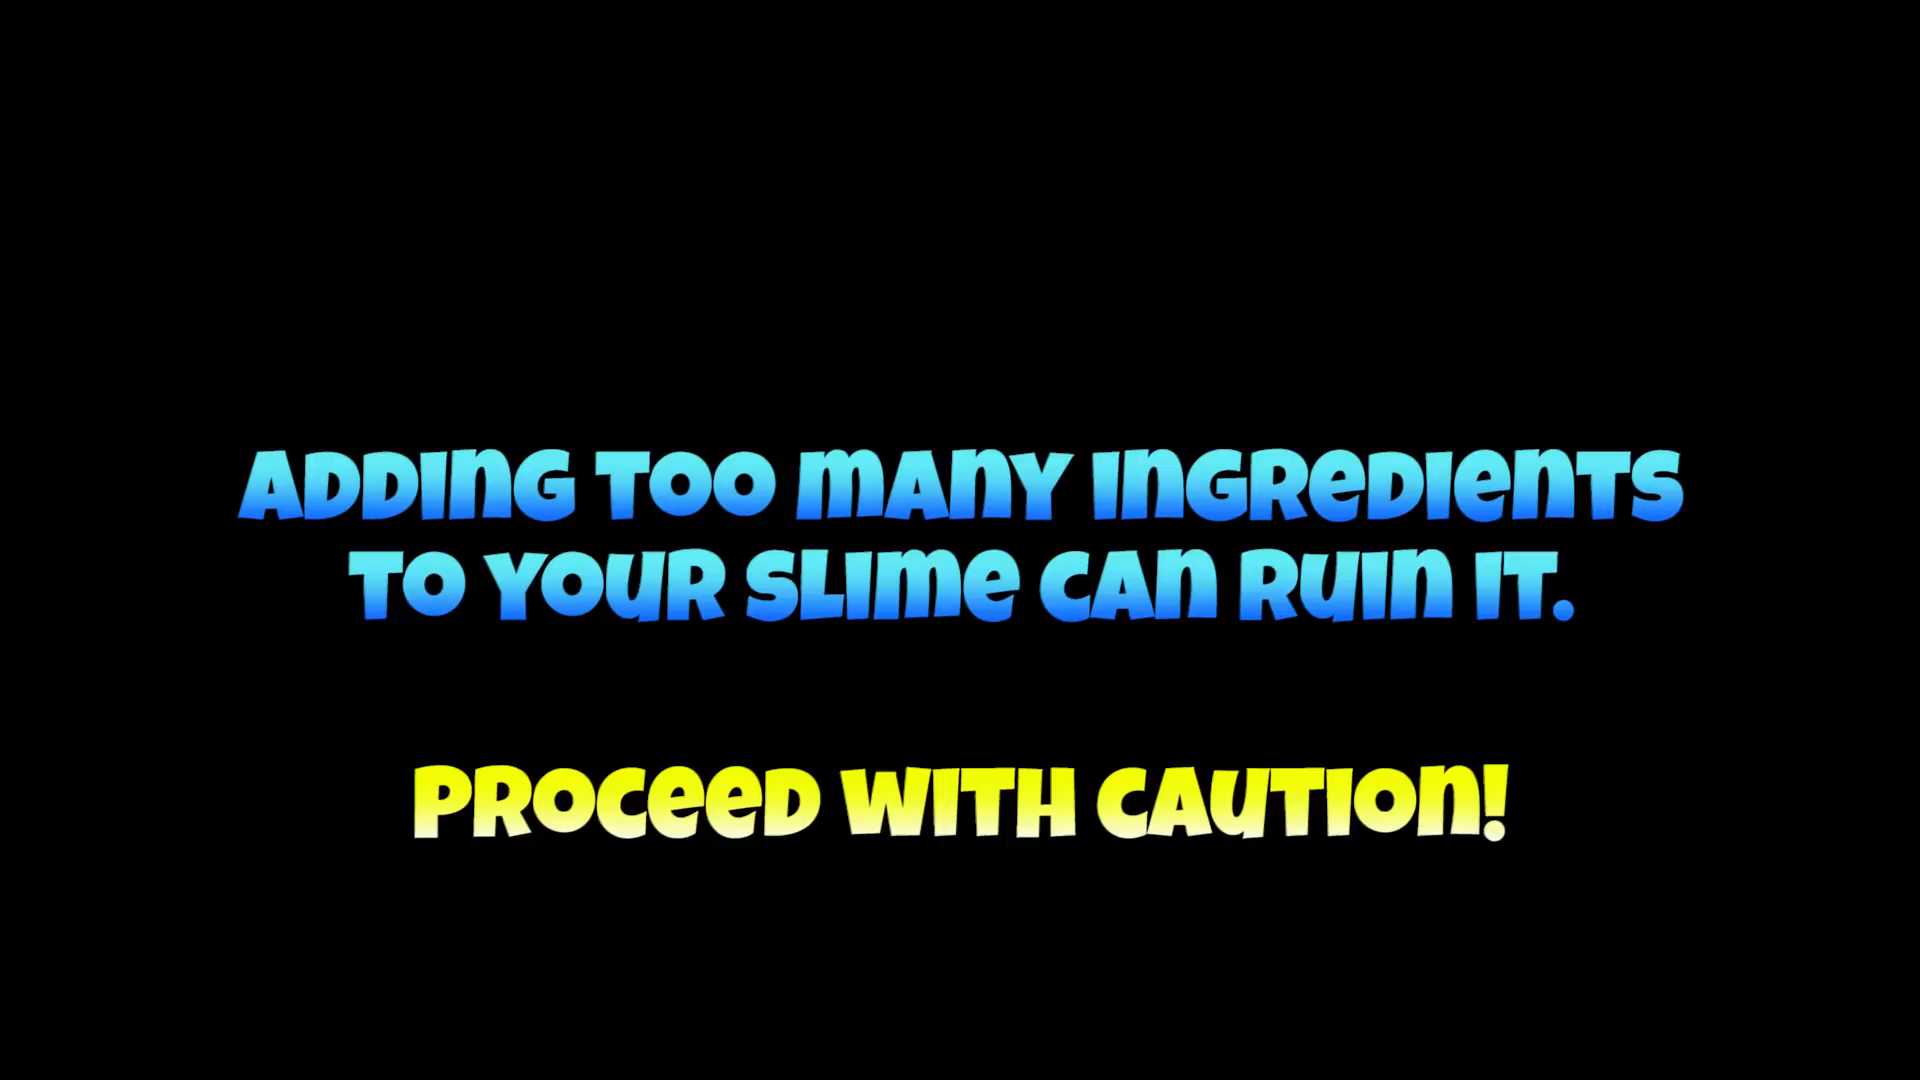 ADDING TOO MANY INGREDIENTS
TO YOUR SLIME CAN RUIN IT.
PROCEED WITH CAUTION!